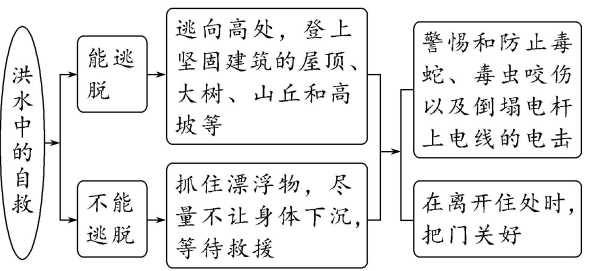 洪水中的自救
能逃
脱
逃向高处，登上
坚固建筑的屋顶、
大树、山丘和高
坡等
不能
逃脱
抓住漂浮物，尽
量不让身体下沉，
等待救援
警惕和防止毒
蛇、毒虫咬伤
以及倒塌电杆
上电线的电击
在离开住处时，
把门关好